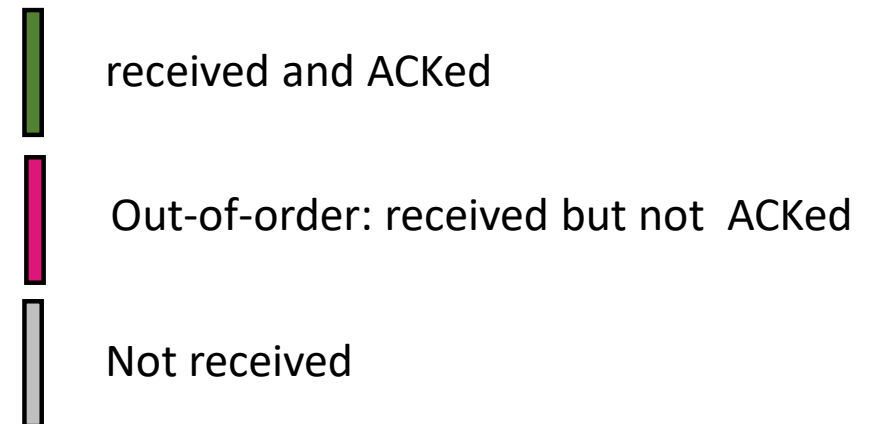 received and ACKed
Out-of-order: received but not ACKed
Not received